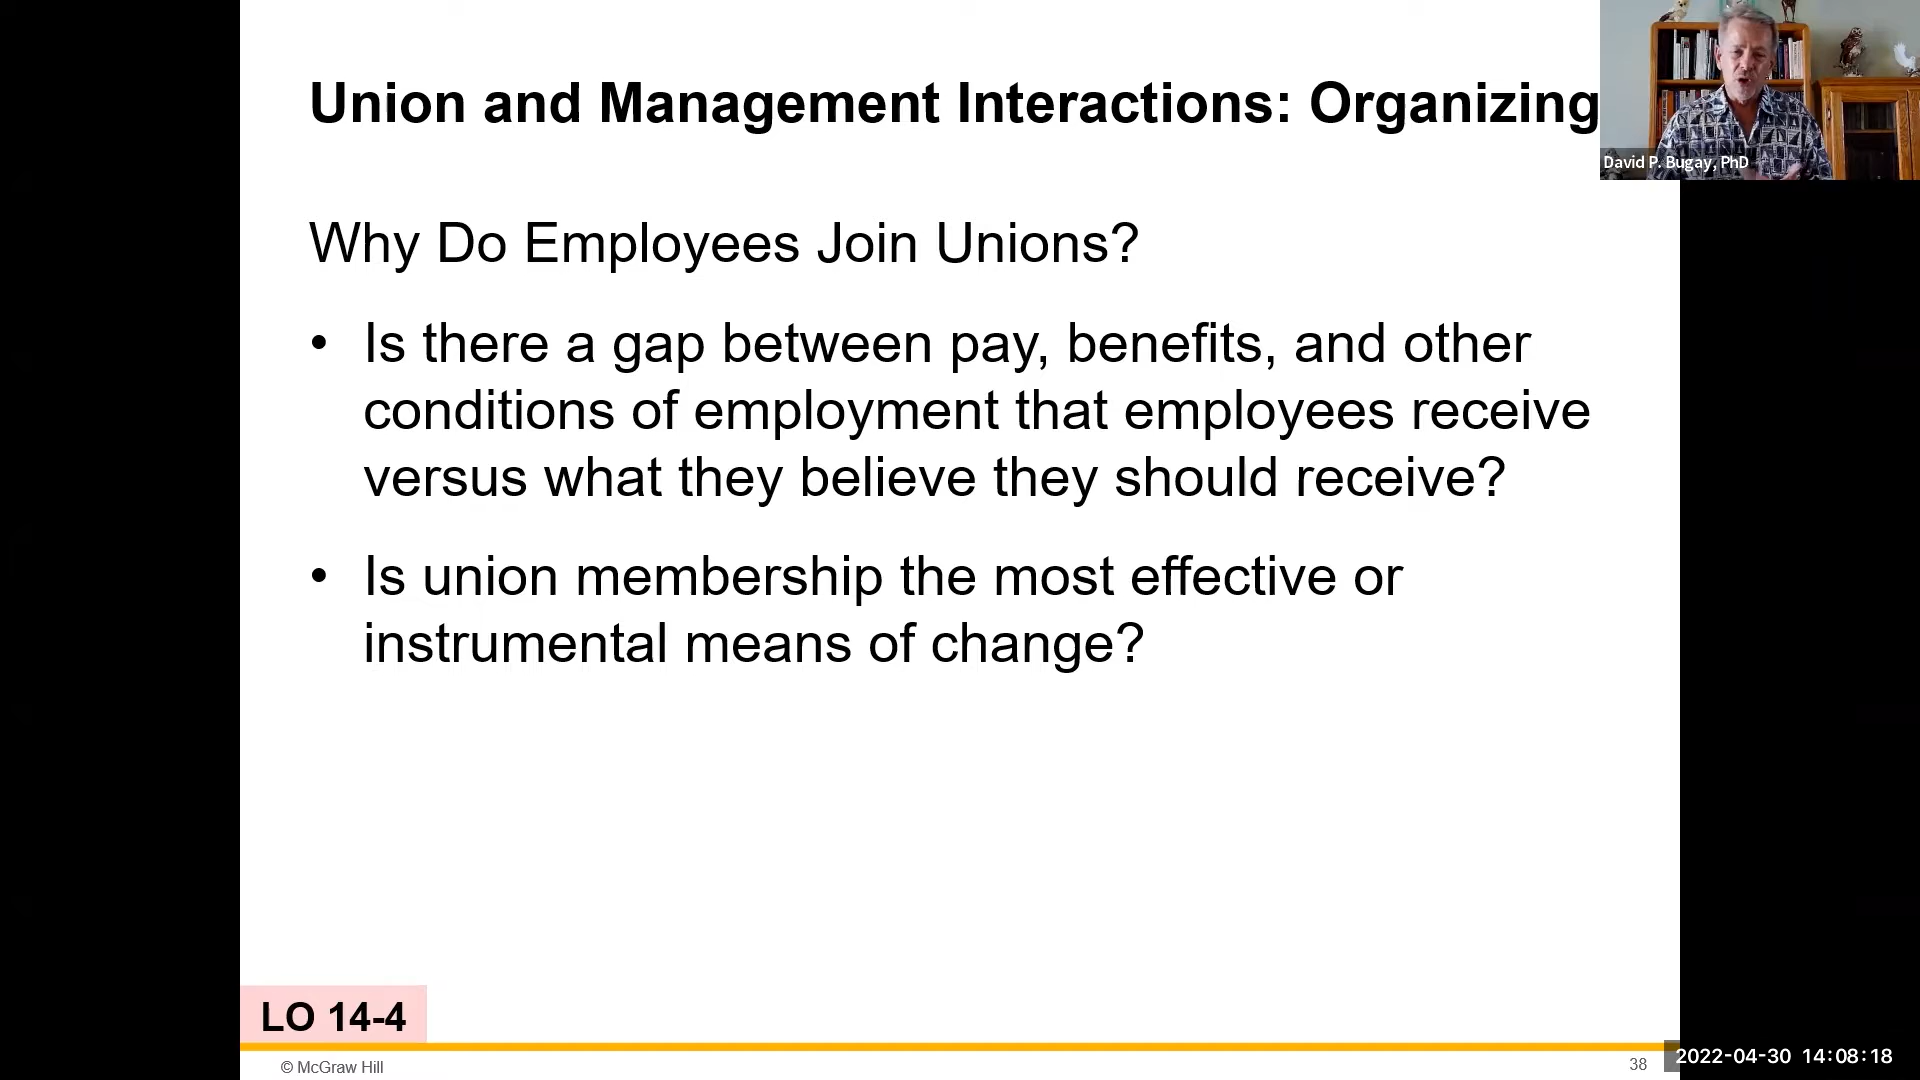 Union and Management Interactions: Organizing
David P. Bugay, PhD
Why Do Employees Join Unions?
• Is there a gap between pay, benefits, and other
conditions of employment that employees receive
versus what they believe they should receive?
• Is union membership the most effective or
instrumental means of change?
LO 14-4
© McGraw Hill
38
2022-04-30 14:08:18